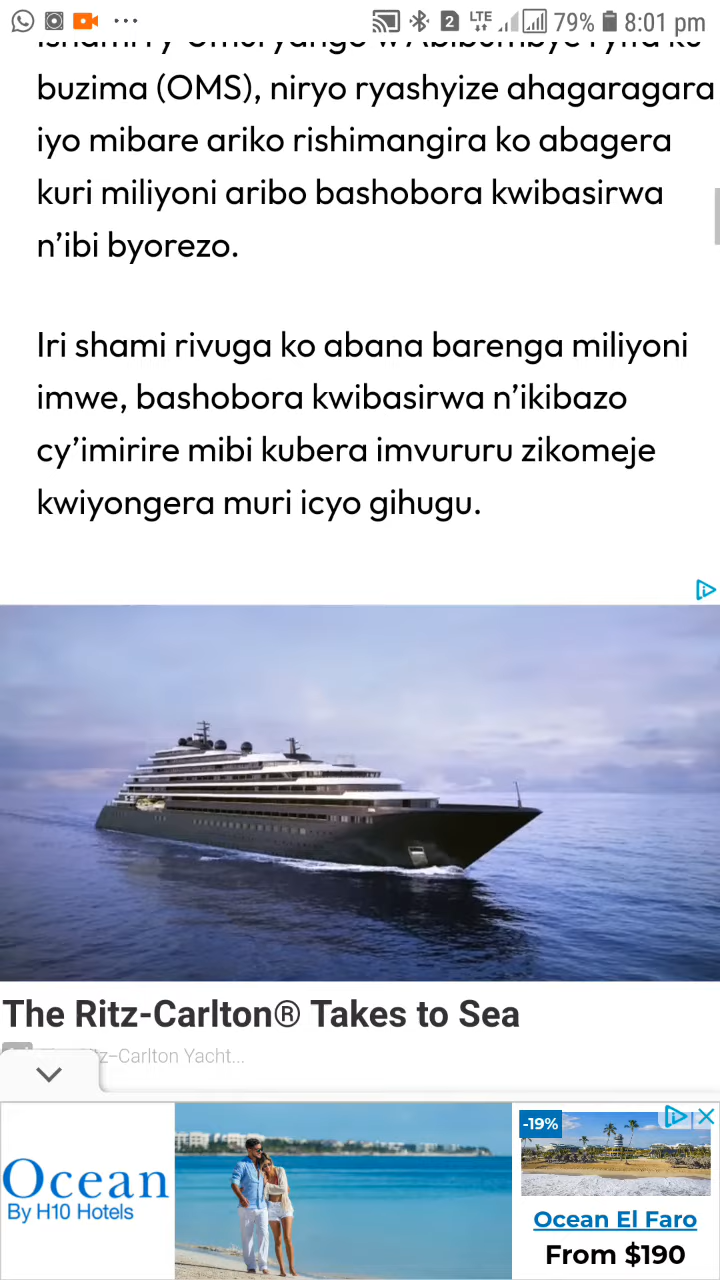 2 LTE 79% 8:01 pm
buzima (OMS), niryo ryashyize ahagaragara
iyo mibare ariko rishimangira ko abagera
kuri miliyoni aribo bashobora kwibasirwa
n’ibi byorezo.
Iri shami rivuga ko abana barenga miliyoni
imwe, bashobora kwibasirwa n’ikibazo
cy’imirire mibi kubera imvururu zikomeje
kwiyongera muri icyo gihugu.
The Ritz-Carlton® Takes to Sea
z-Carlton Yacht...
Ocean
By H10 Hotels
-19%
Ocean El Faro
From $190